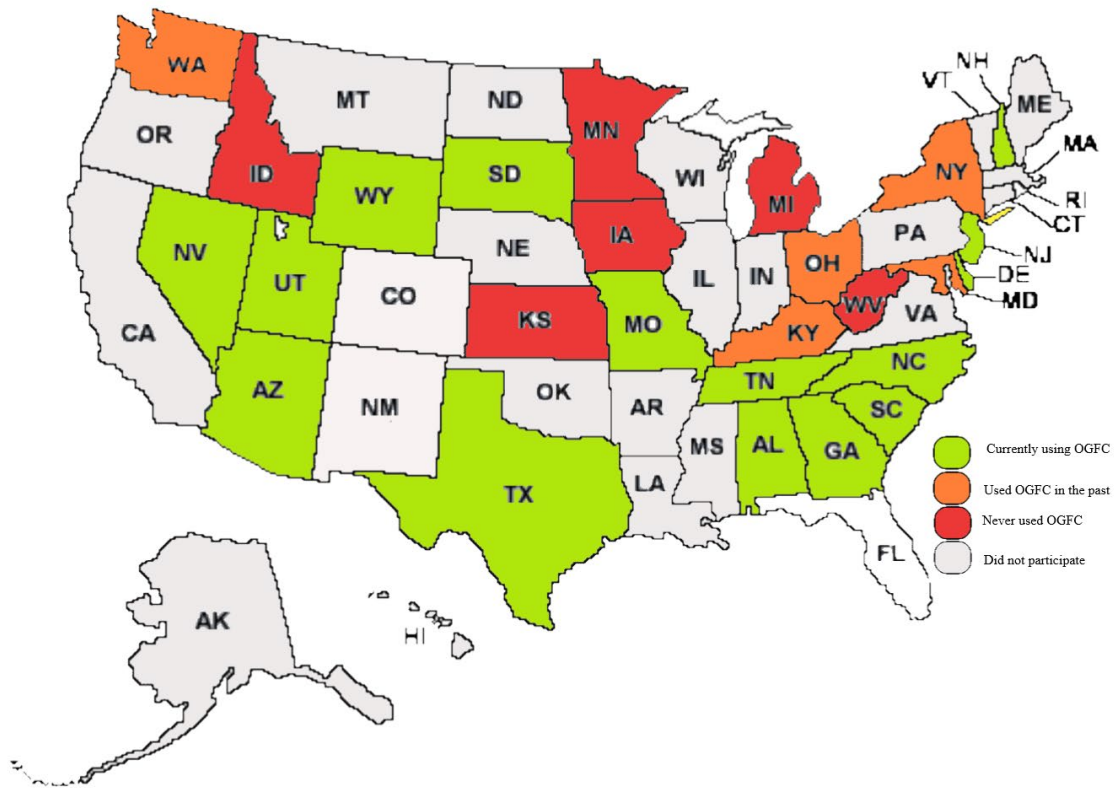 WA
OR
CA
ID
NV
MT
WY
UT
AZ
CO
NM
ND
SD
NE
KS
OK
TX
MN
IA
MO
AR
LA
WI
IL
MS
MI
IN
OH
KY
TN
AL
GA
FL
WV
VA
NC
SC
PA
NY
VT
NH
ME
MA
RI
CT
NJ
DE
MD
AK
HI
Currently using OGFC
Used OGFC in the past
Never used OGFC
Did not participate